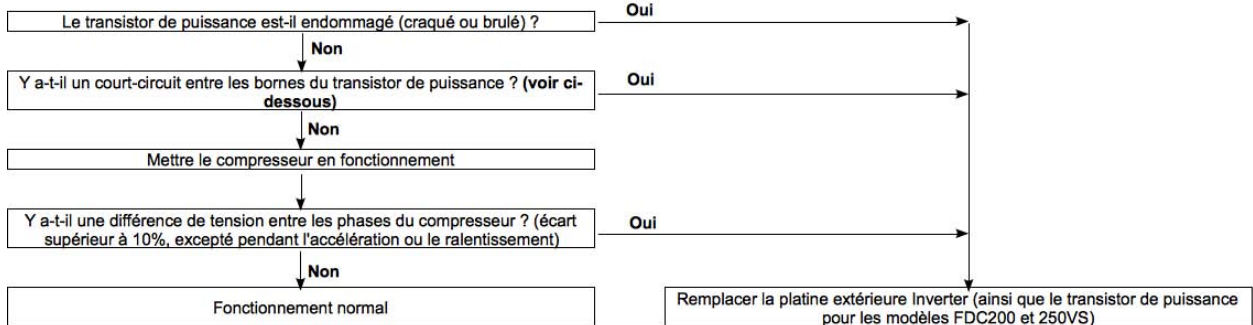 Le transistor de puissance est-il endommagé (craqué ou brulé) ?
Oui
Non
Y a-t-il un court-circuit entre les bornes du transistor de puissance ? (voir ci-
dessous)
Oui
Non
Mettre le compresseur en fonctionnement
Y a-t-il une différence de tension entre les phases du compresseur ? (écart
supérieur à 10%, excepté pendant l'accélération ou le ralentissement)
Oui
Non
Fonctionnement normal
Remplacer la platine extérieure Inverter (ainsi que le transistor de puissance
pour les modèles FDC200 et 250VS)